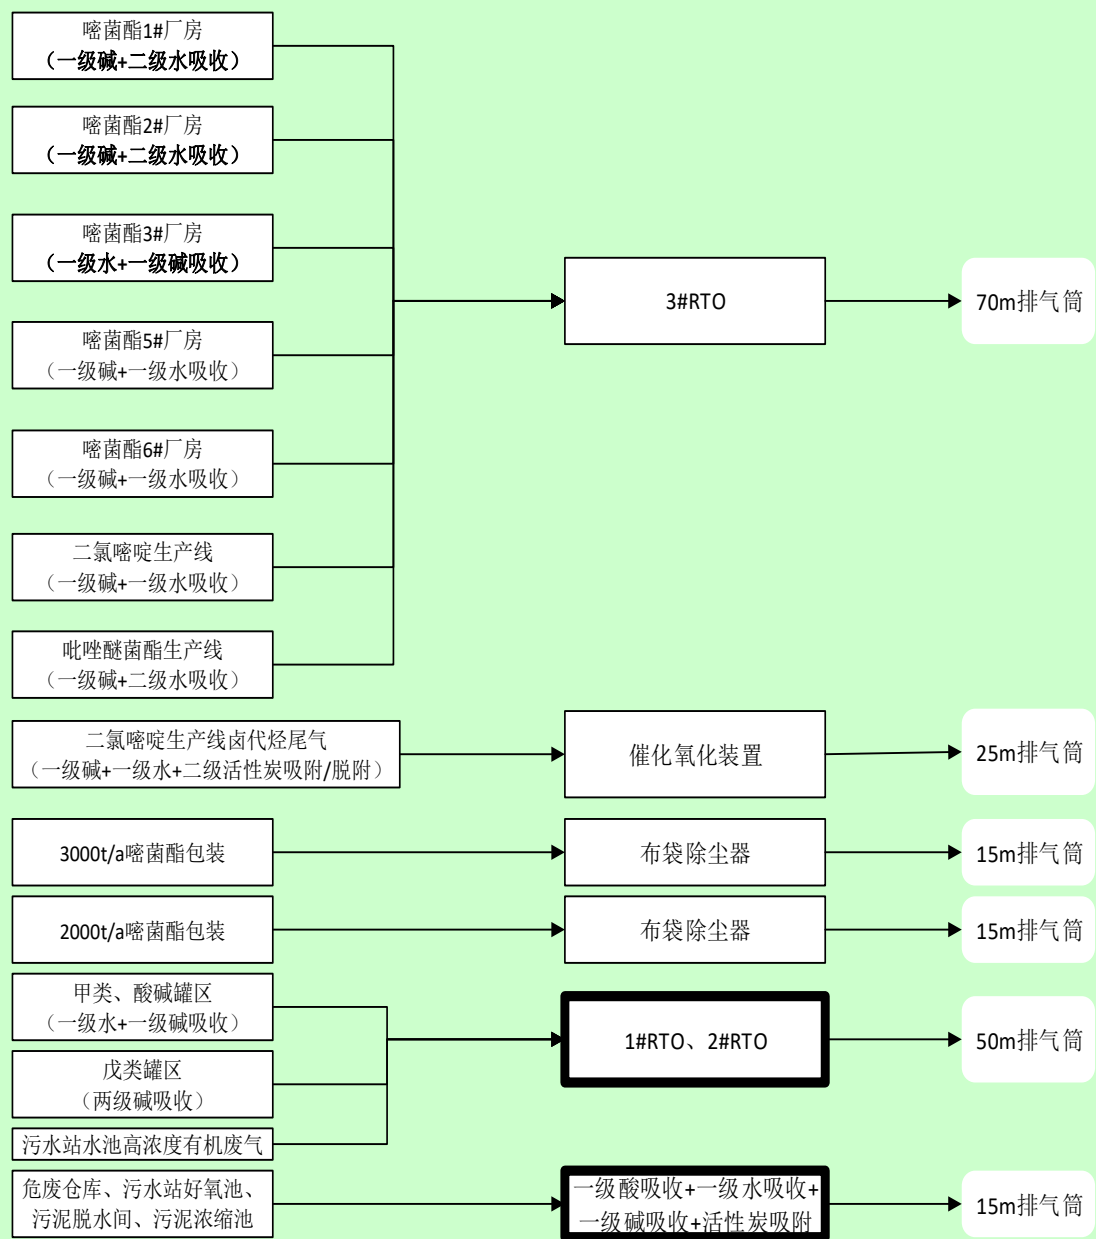 嘧菌酯1#厂房
（一级碱+二级水吸收）
嘧菌酯2#厂房
（一级碱+二级水吸收）
嘧菌酯3#厂房
（一级水+一级碱吸收）
3#RTO
70m排气筒
嘧菌酯5#厂房
（一级碱+一级水吸收）
嘧菌酯6#厂房
（一级碱+一级水吸收）
二氯嘧啶生产线
（一级碱+一级水吸收）
吡唑醚菌酯生产线
（一级碱+二级水吸收）
二氯嘧啶生产线卤代烃尾气
（一级碱+一级水+二级活性炭吸附/脱附）
催化氧化装置
25m排气筒
3000t/a嘧菌酯包装
布袋除尘器
15m排气筒
2000t/a嘧菌酯包装
布袋除尘器
15m排气筒
甲类、酸碱罐区
（一级水+一级碱吸收）
戊类罐区
（两级碱吸收）
污水站水池高浓度有机废气
1#RTO、2#RTO
50m排气筒
危废仓库、污水站好氧池、
污泥脱水间、污泥浓缩池
一级酸吸收+一级水吸收+
一级碱吸收+活性炭吸附
15m排气筒